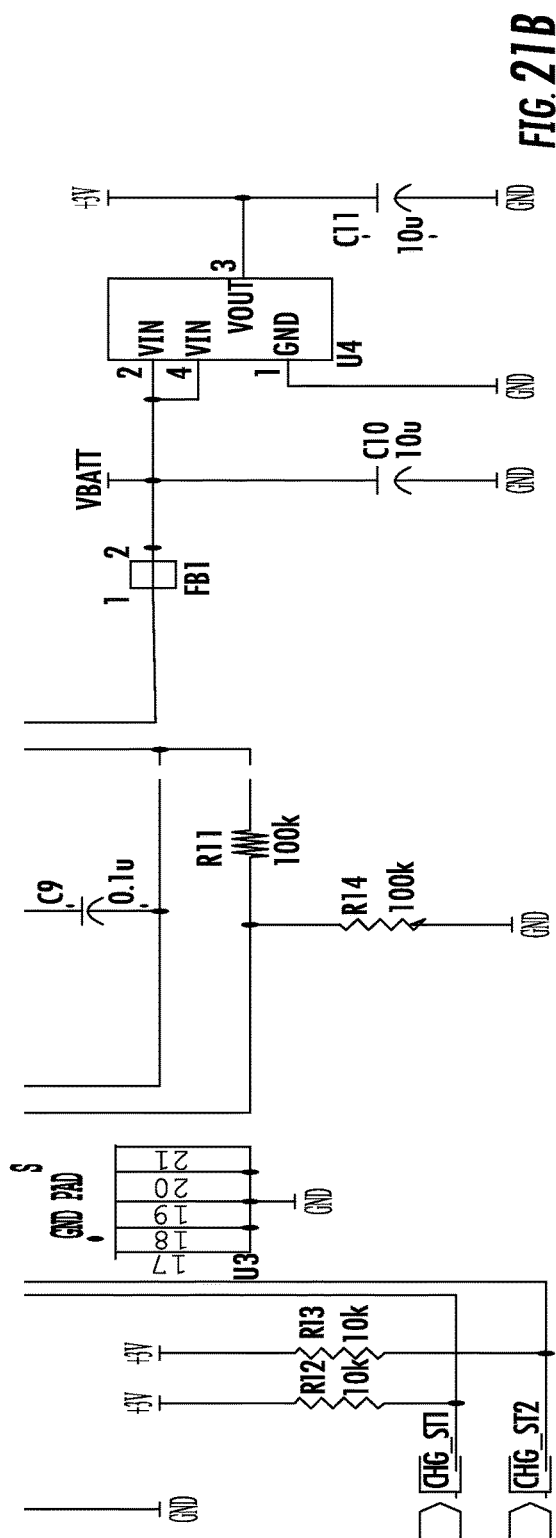 FIG. 21B
+3V
C11
10u
GND
3
VOUT
2
VIN
4
VIN
1
GND
U4
GND
VBATT
C10
10u
GND
1
2
FB1
C9
0.1u
R11
100k
R14
100k
GND
S
GND PAD
21
20
19
18
17
U3
GND
+3V
R13
10k
+3V
R12
10k
CHG_ST1
CHG_ST2
GND